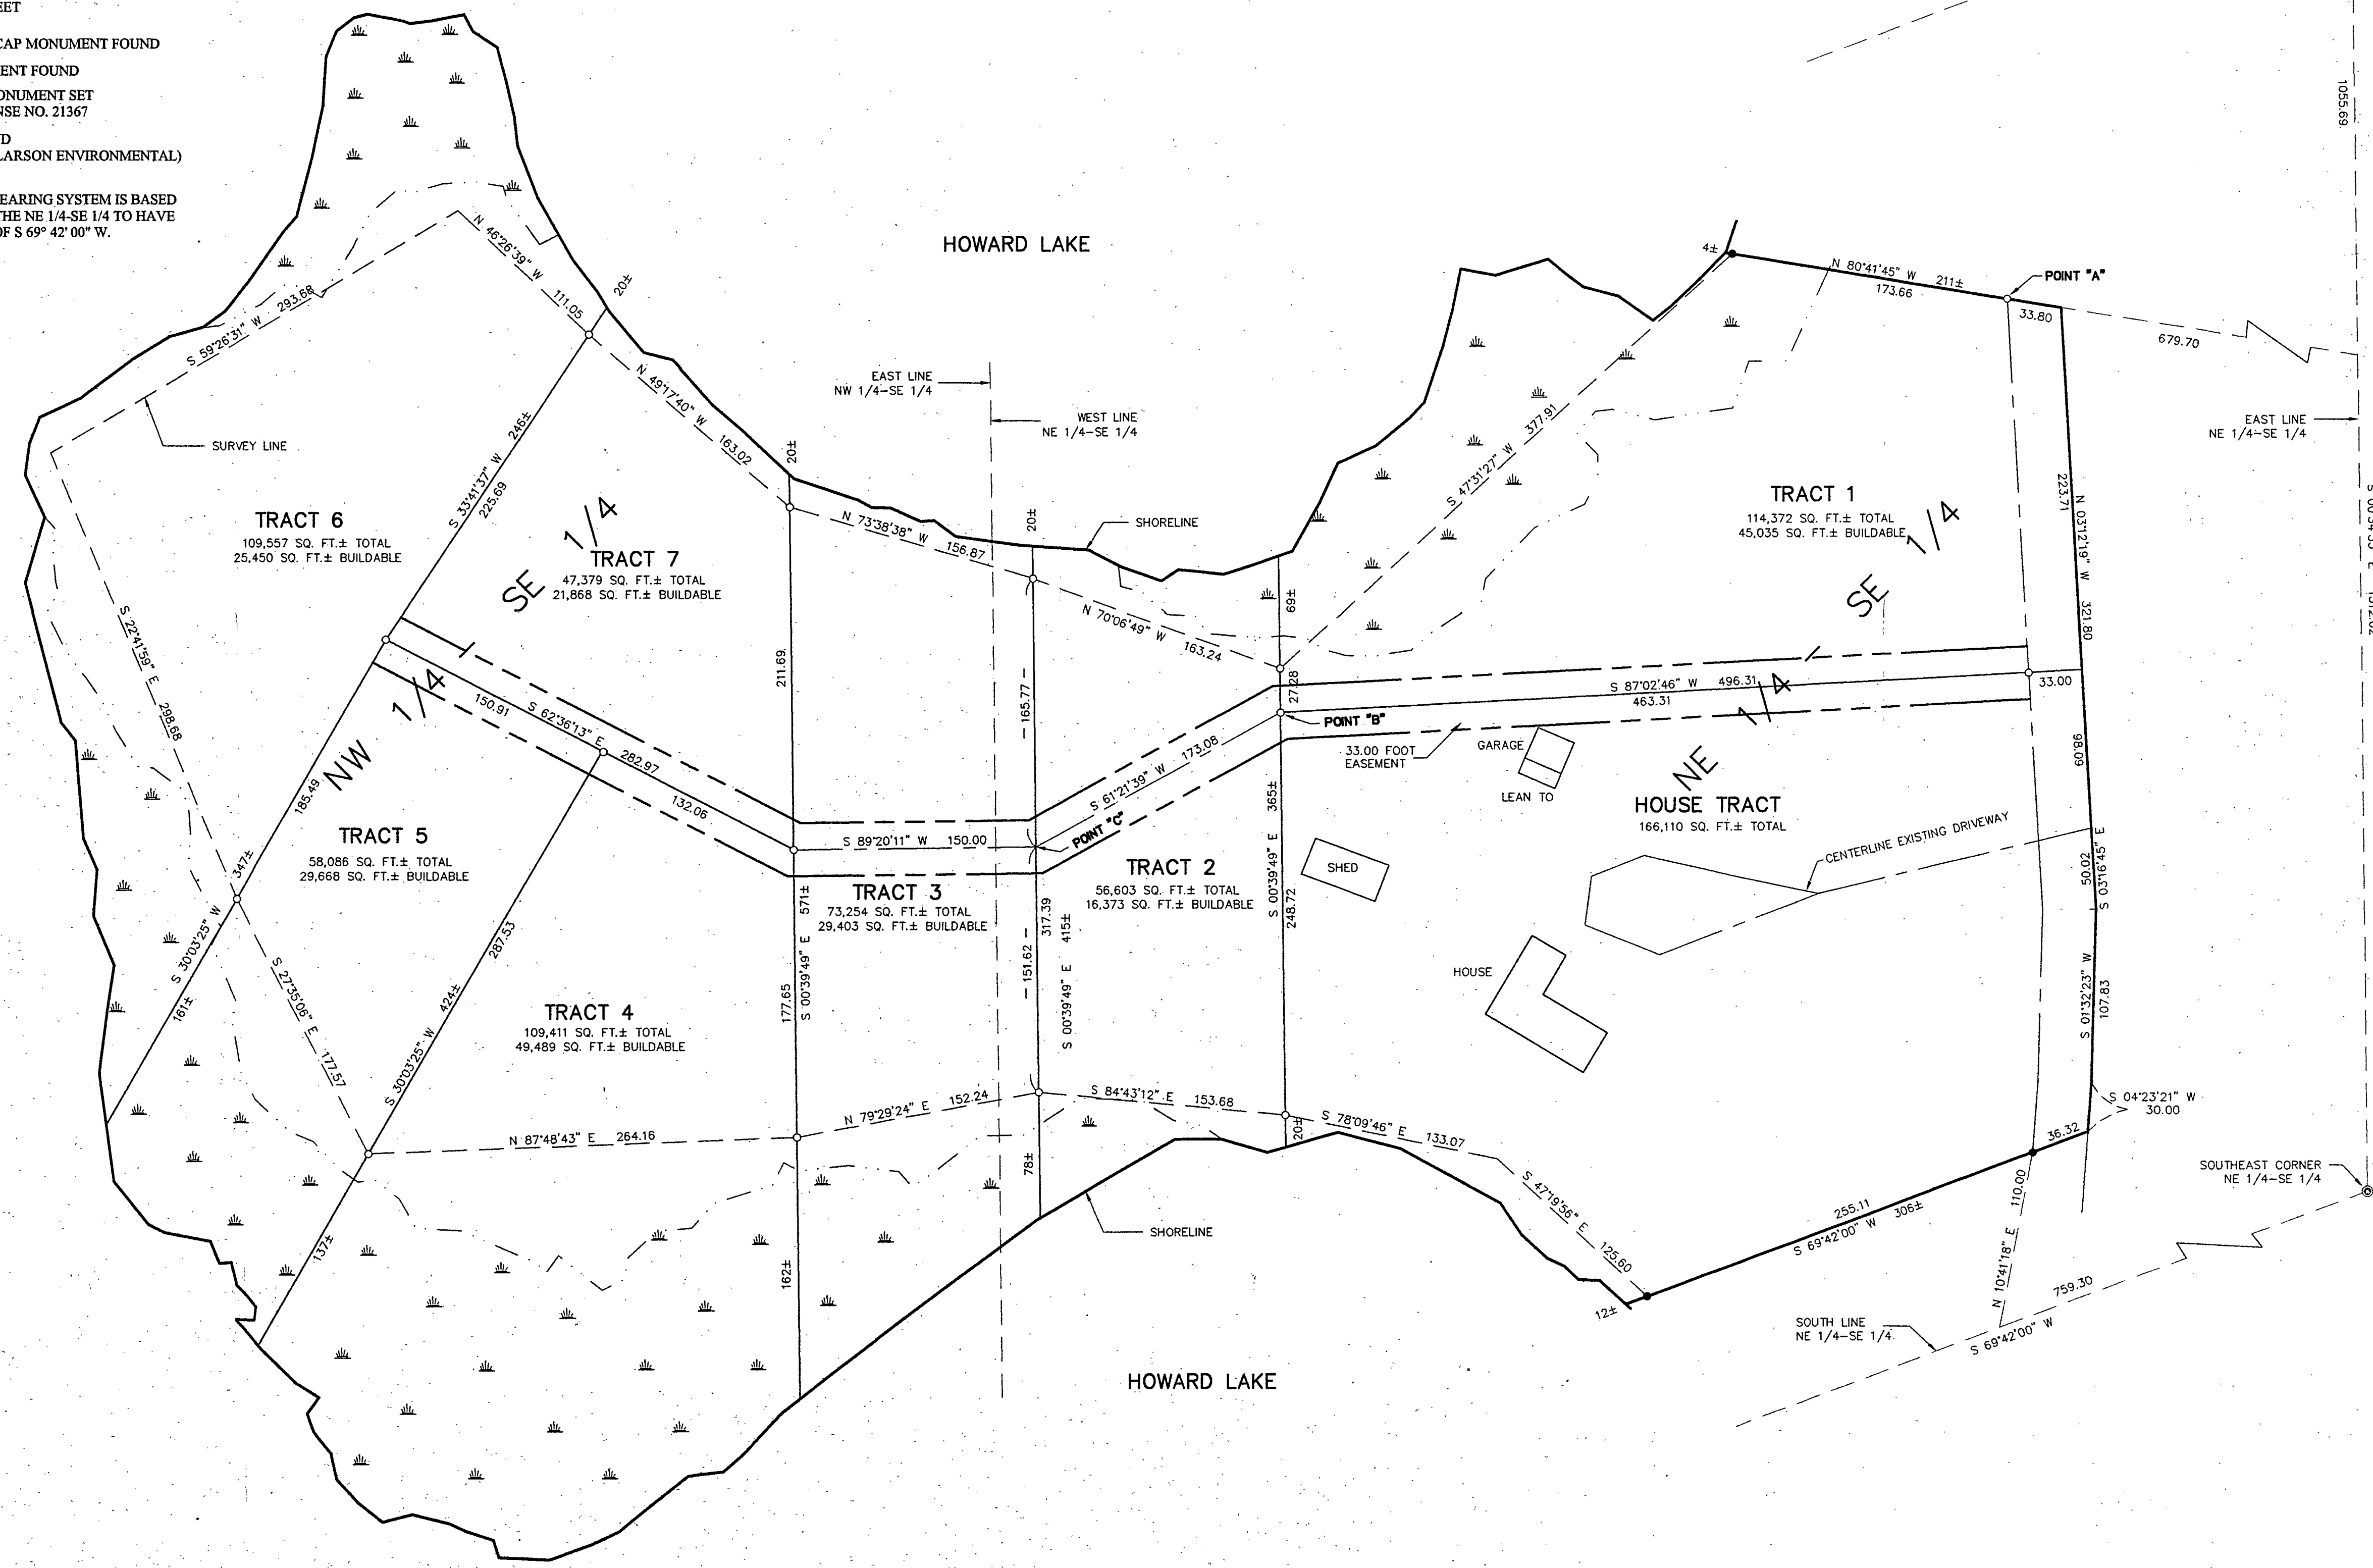 EET
CAP MONUMENT FOUND
ENT FOUND
ONUMENT SET
NSE NO. 21367
D
LARSON ENVIRONMENTAL)
EARING SYSTEM IS BASED
THE NE 1/4-SE 1/4 TO HAVE
OF S 69° 42' 00" W.
HOWARD LAKE
1055.69
4±
N 80°41'45" W 211±
173.66
POINT "A"
33.80
679.70
N 46°26'39" W 111.05
20±
S 59°26'31" W 293.68
SURVEY LINE
EAST LINE
NW 1/4-SE 1/4
WEST LINE
NE 1/4-SE 1/4
EAST LINE
NE 1/4-SE 1/4
N 49°17'40" W 163.02
20±
246±
S 33°41'37" W
225.69
S 47°31'27" W 377.91
TRACT 6
109,557 SQ. FT.± TOTAL
25,450 SQ. FT.± BUILDABLE
SE 1/4
TRACT 7
47,379 SQ. FT.± TOTAL
21,868 SQ. FT.± BUILDABLE
N 73°38'38" W 156.87
20±
SHORELINE
TRACT 1
114,372 SQ. FT.± TOTAL
45,035 SQ. FT.± BUILDABLE
SE 1/4
223.71
N 03°12'19" W 321.80
S 22°41'59" E 298.68
N 70°06'49" W 163.24
69±
211.69
-165.77-
27.28
S 87°02'46" W 496.31
463.31
33.00
POINT "B"
NW 1/4
S 62°36'13" E 282.97
150.91
132.06
S 61°21'39" W 173.08
POINT "C"
33.00 FOOT
EASEMENT
GARAGE
LEAN TO
NE 1/4
HOUSE TRACT
166,110 SQ. FT.± TOTAL
98.09
CENTERLINE EXISTING DRIVEWAY
185.49
347±
S 30°03'25" W
161±
TRACT 5
58,086 SQ. FT.± TOTAL
29,668 SQ. FT.± BUILDABLE
S 89°20'11" W 150.00
TRACT 3
73,254 SQ. FT.± TOTAL
29,403 SQ. FT.± BUILDABLE
TRACT 2
56,603 SQ. FT.± TOTAL
16,373 SQ. FT.± BUILDABLE
SHED
S 00°39'49" E 365±
248.72
50.02
S 03°16'45" E
S 27°35'06" E 177.57
287.53
S 30°03'25" W 424±
TRACT 4
109,411 SQ. FT.± TOTAL
49,489 SQ. FT.± BUILDABLE
177.65
S 00°39'49" E 571±
-151.62-
317.39
S 00°39'49" E 415±
HOUSE
S 01°32'23" W
107.83
N 87°48'43" E 264.16
N 79°29'24" E 152.24
S 84°43'12" E 153.68
20±
S 78°09'46" E 133.07
S 04°23'21" W
30.00
36.32
78±
137±
162±
SHORELINE
S 47°19'56" E 125.60
12±
255.11
S 69°42'00" W 306±
110.00
N 10°41'18" E
SOUTHEAST CORNER
NE 1/4-SE 1/4
759.30
S 69°42'00" W
SOUTH LINE
NE 1/4-SE 1/4
HOWARD LAKE